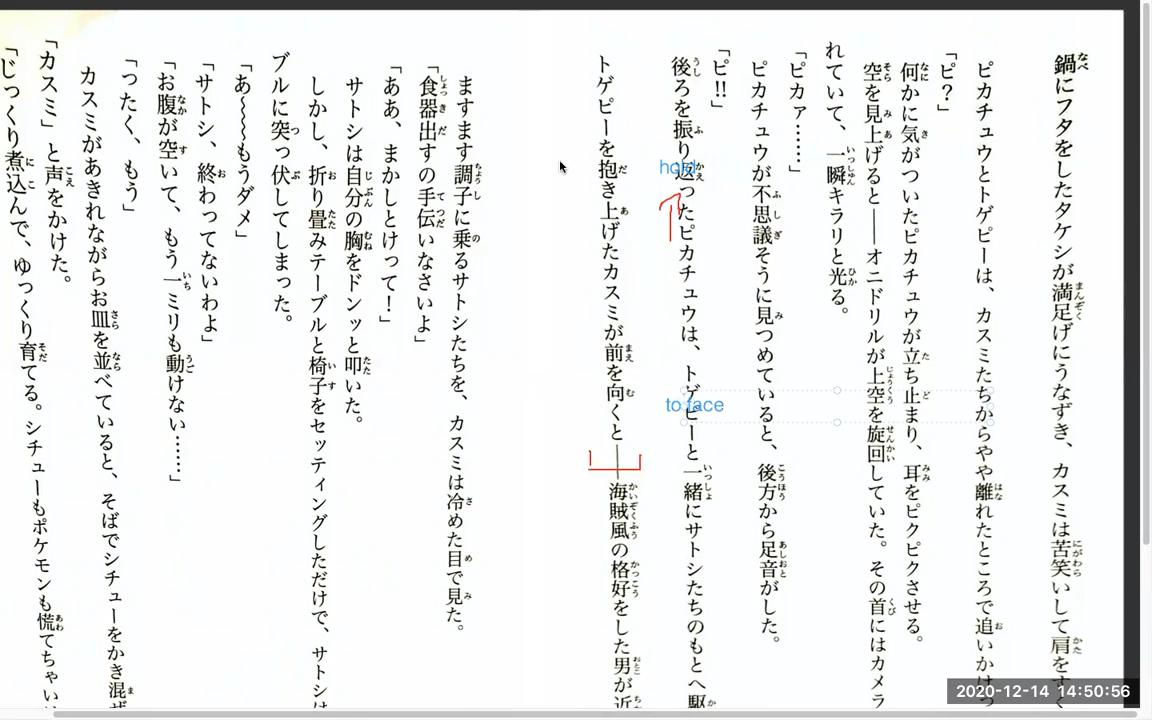 鍋にフタをしたタケシが満足げにうなずき、カスミは苦笑いして肩をすく
ピカチュウとトゲピーは、カスミたちからやや離れたところで追いかけっ
「ピ？」
何かに気がついたピカチュウが立ち止まり、耳をピクピクさせる。
空を見上げると――オニドリルが上空を旋回していた。その首にはカメラ
れていて、一瞬キラリと光る。
「ピカァ……」
ピカチュウが不思議そうに見つめていると、後方から足音がした。
「ピ!!」
後ろを振り返ったピカチュウは、トゲピーと一緒にサトシたちのもとへ駆
トゲピーを抱き上げたカスミが前を向くと――海賊風の格好をした男が近
hold
to face
ますます調子に乗るサトシたちを、カスミは冷めた目で見た。
「食器出すの手伝いなさいよ」
「ああ、まかしとけって！」
サトシは自分の胸をドンッと叩いた。
しかし、折り畳みテーブルと椅子をセッティングしただけで、サトシは
ブルに突っ伏してしまった。
「あ〜〜〜もうダメ」
「サトシ、終わってないわよ」
「お腹が空いて、もう一ミリも動けない……」
「ったく、もう」
カスミがあきれながらお皿を並べていると、そばでシチューをかき混ぜ
「カスミ」と声をかけた。
「じっくり煮込んで、ゆっくり育てる。シチューもポケモンも慌てちゃい
2020-12-14 14:50:56